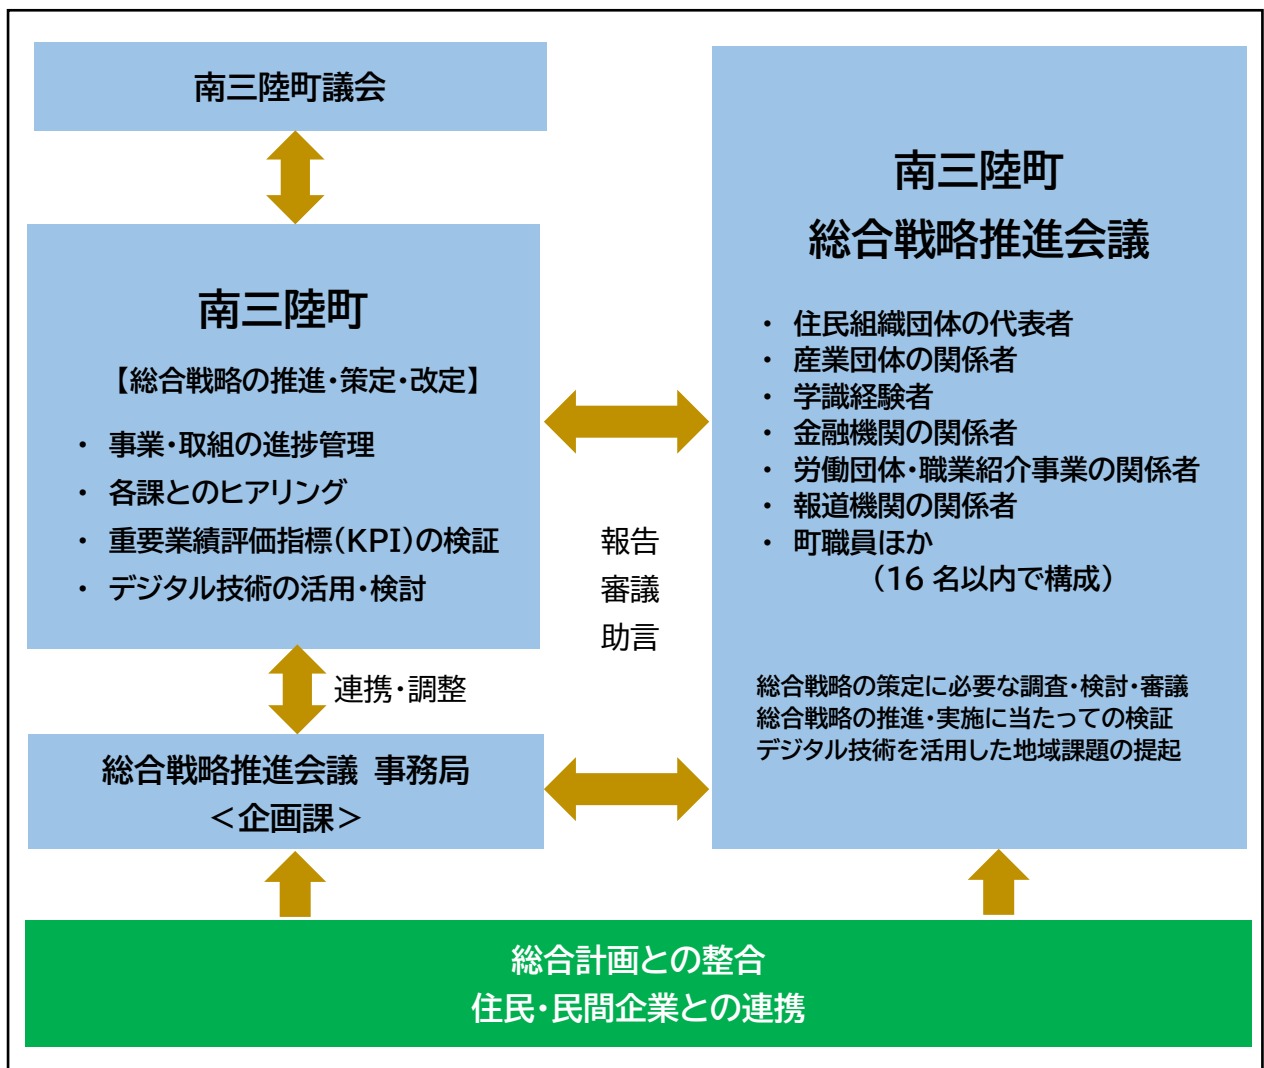 南三陸町議会
南三陸町
【総合戦略の推進・策定・改定】
・ 事業・取組の進捗管理
・ 各課とのヒアリング
・ 重要業績評価指標(KPI)の検証
・ デジタル技術の活用・検討
連携・調整
総合戦略推進会議 事務局
＜企画課＞
報告
審議
助言
南三陸町
総合戦略推進会議
・ 住民組織団体の代表者
・ 産業団体の関係者
・ 学識経験者
・ 金融機関の関係者
・ 労働団体・職業紹介事業の関係者
・ 報道機関の関係者
・ 町職員ほか
（16 名以内で構成）
総合戦略の策定に必要な調査・検討・審議
総合戦略の推進・実施に当たっての検証
デジタル技術を活用した地域課題の提起
総合計画との整合
住民・民間企業との連携